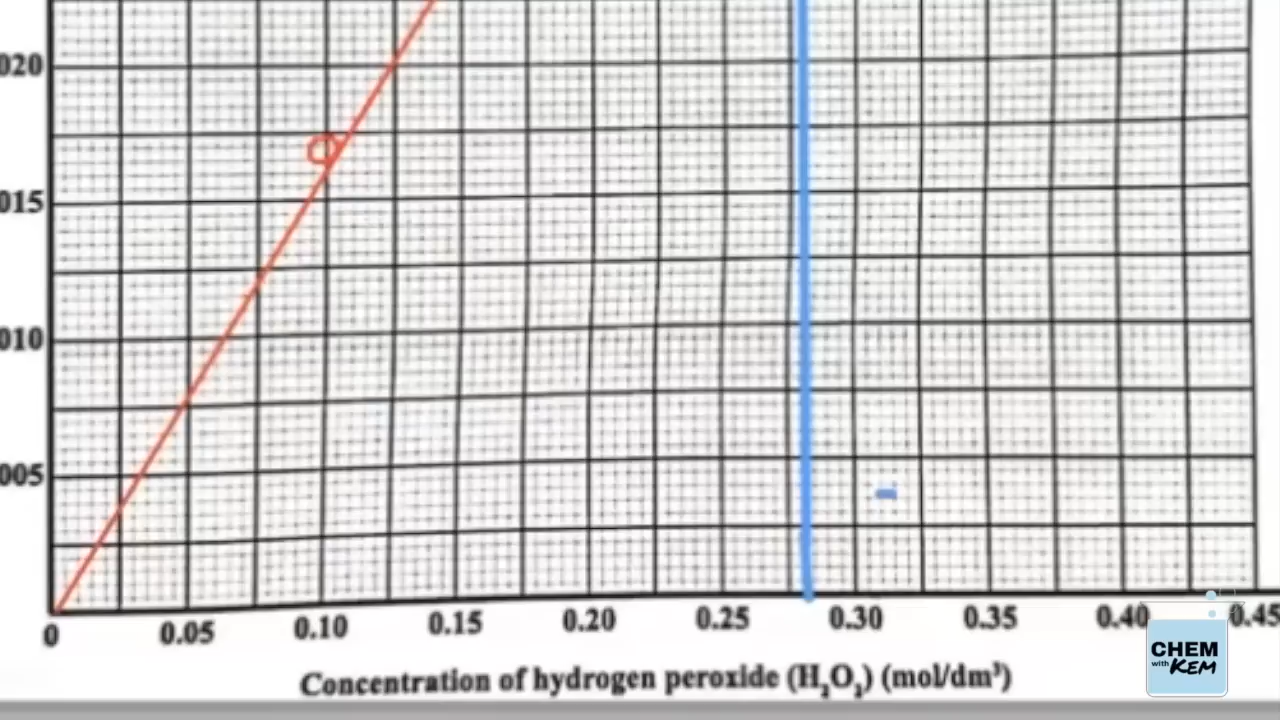 020
015
010
005
0 0.05 0.10 0.15 0.20 0.25 0.30 0.35 0.40 0.45
Concentration of hydrogen peroxide (H₂O₂) (mol/dm³)
CHEM
with KEM